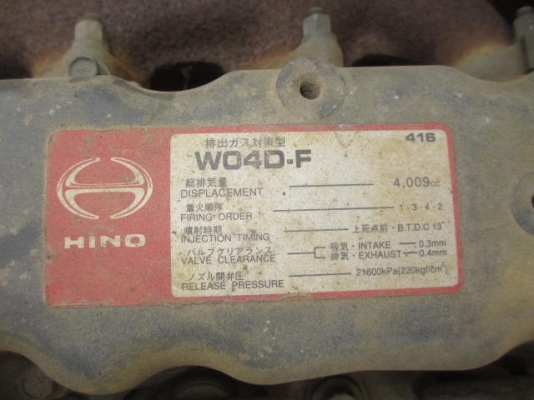 HINO
排出ガス対策型 416
W04D-F
総排気量 4,009cc
DISPLACEMENT
着火順序 1·3·4·2
FIRING ORDER
噴射時期 上死点前·B.T.D.C 13°
INJECTION TIMING
バルブクリアランス 吸気·INTAKE 0.3mm
VALVE CLEARANCE 排気·EXHAUST 0.4mm
ノズル開弁圧 21600kPa(220kgf/cm²)
RELEASE PRESSURE